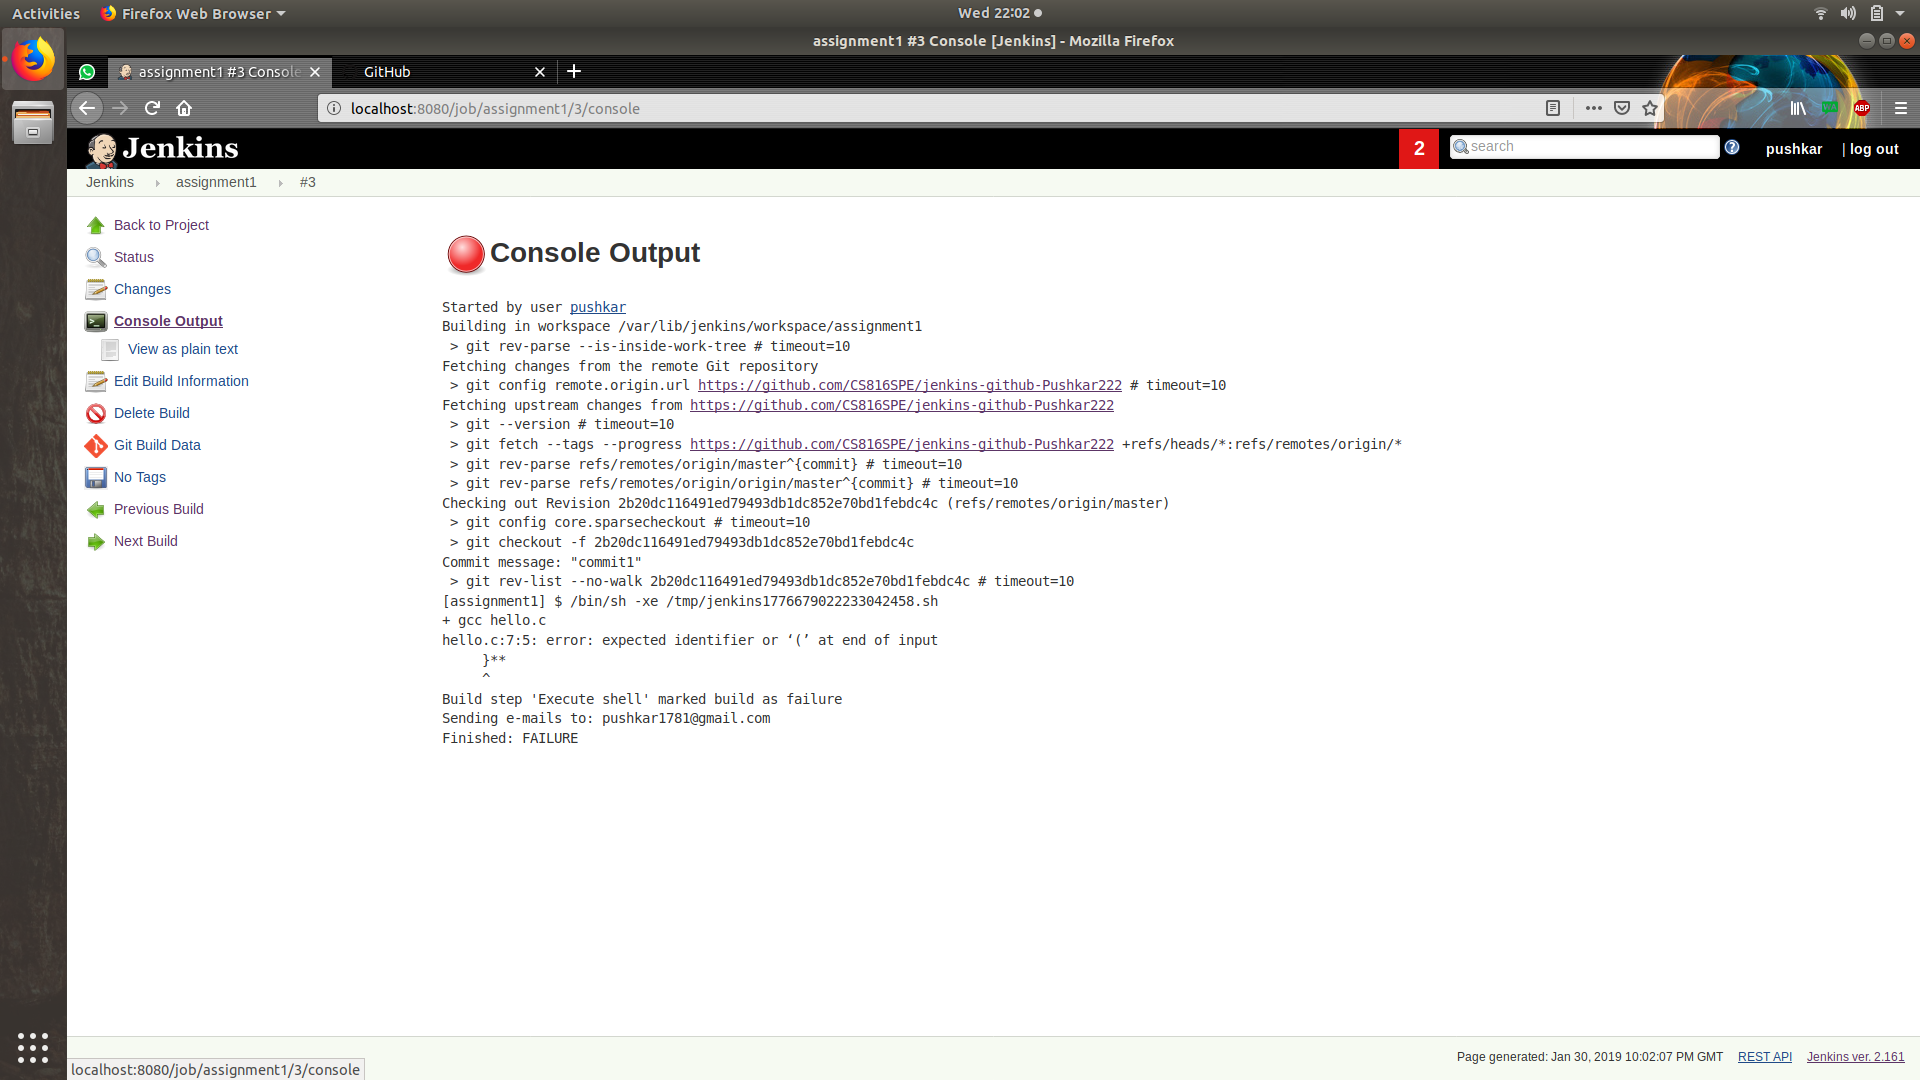 Activities
Firefox Web Browser
Wed 22:02
assignment1 #3 Console [Jenkins] - Mozilla Firefox
assignment1 #3 Console
GitHub
localhost:8080/job/assignment1/3/console
ABP
Jenkins
2
search
pushkar
| log out
Jenkins
assignment1
#3
Back to Project
Status
Changes
Console Output
View as plain text
Edit Build Information
Delete Build
Git Build Data
No Tags
Previous Build
Next Build
Console Output
Started by user pushkar
Building in workspace /var/lib/jenkins/workspace/assignment1
> git rev-parse --is-inside-work-tree # timeout=10
Fetching changes from the remote Git repository
> git config remote.origin.url https://github.com/CS816SPE/jenkins-github-Pushkar222 # timeout=10
Fetching upstream changes from https://github.com/CS816SPE/jenkins-github-Pushkar222
> git --version # timeout=10
> git fetch --tags --progress https://github.com/CS816SPE/jenkins-github-Pushkar222 +refs/heads/*:refs/remotes/origin/*
> git rev-parse refs/remotes/origin/master^{commit} # timeout=10
> git rev-parse refs/remotes/origin/origin/master^{commit} # timeout=10
Checking out Revision 2b20dc116491ed79493db1dc852e70bd1febdc4c (refs/remotes/origin/master)
> git config core.sparsecheckout # timeout=10
> git checkout -f 2b20dc116491ed79493db1dc852e70bd1febdc4c
Commit message: "commit1"
> git rev-list --no-walk 2b20dc116491ed79493db1dc852e70bd1febdc4c # timeout=10
[assignment1] $ /bin/sh -xe /tmp/jenkins1776679022233042458.sh
+ gcc hello.c
hello.c:7:5: error: expected identifier or ‘(’ at end of input
}**
^
Build step 'Execute shell' marked build as failure
Sending e-mails to: pushkar1781@gmail.com
Finished: FAILURE
Page generated: Jan 30, 2019 10:02:07 PM GMT
REST API
Jenkins ver. 2.161
localhost:8080/job/assignment1/3/console